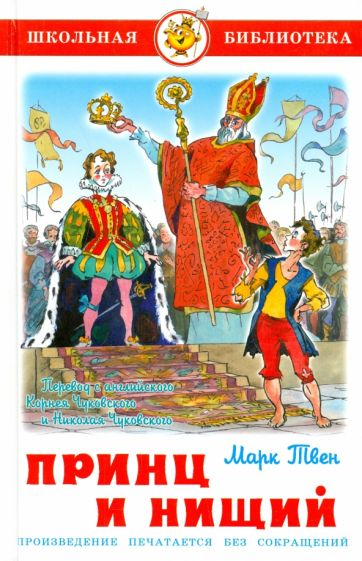 ШКОЛЬНАЯ БИБЛИОТЕКА
Перевод с английского
Корнея Чуковского
и Николая Чуковского
Марк Твен
ПРИНЦ
И НИЩИЙ
ПРОИЗВЕДЕНИЕ ПЕЧАТАЕТСЯ БЕЗ СОКРАЩЕНИЙ